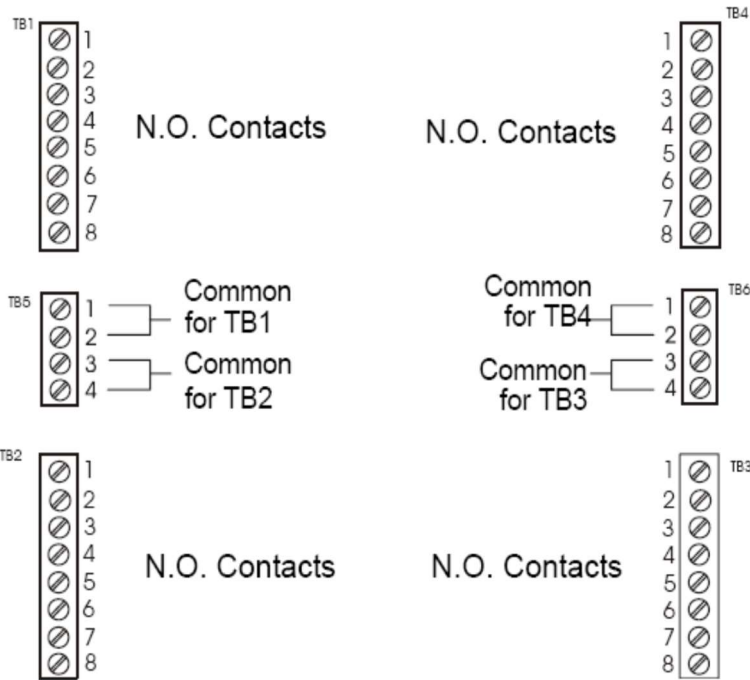 TB1
1
2
3
4
5
6
7
8
N.O. Contacts
TB4
1
2
3
4
5
6
7
8
N.O. Contacts
TB5
1
2
3
4
Common
for TB1
Common
for TB2
TB6
1
2
3
4
Common
for TB4
Common
for TB3
TB2
1
2
3
4
5
6
7
8
N.O. Contacts
TB3
1
2
3
4
5
6
7
8
N.O. Contacts